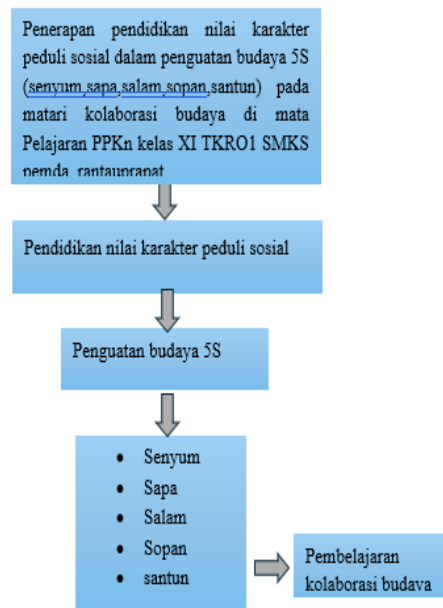 Penerapan pendidikan nilai karakter
peduli sosial dalam penguatan budaya 5S
(senyum,sapa,salam,sopan,santun) pada
matari kolaborasi budaya di mata
Pelajaran PPKn kelas XI TKRO1 SMKS
pemda rantauprapat
Pendidikan nilai karakter peduli sosial
Penguatan budaya 5S
• Senyum
• Sapa
• Salam
• Sopan
• santun
Pembelajaran
kolaborasi budaya